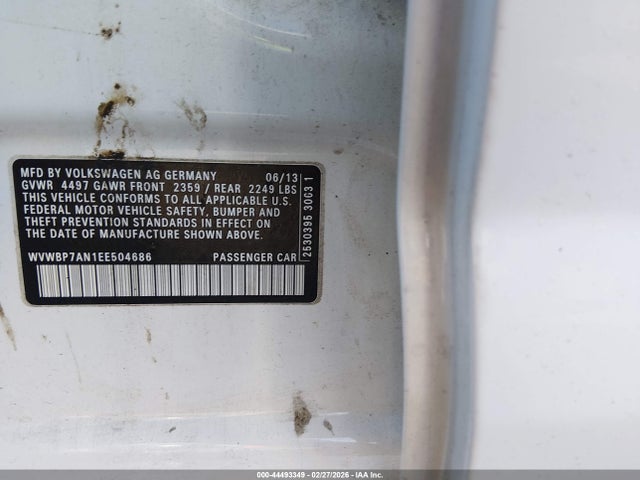 MFD BY VOLKSWAGEN AG GERMANY 06/13
GVWR 4497 GAWR FRONT 2359 / REAR 2249 LBS
THIS VEHICLE CONFORMS TO ALL APPLICABLE U.S.
FEDERAL MOTOR VEHICLE SAFETY, BUMPER AND
THEFT PREVENTION STANDARDS IN EFFECT ON
THE DATE OF MANUFACTURE SHOWN ABOVE.
WVWBP7AN1EE504686 PASSENGER CAR
2530395 30C3 1
000-44493349 | 02/27/2026 | IAA Inc.